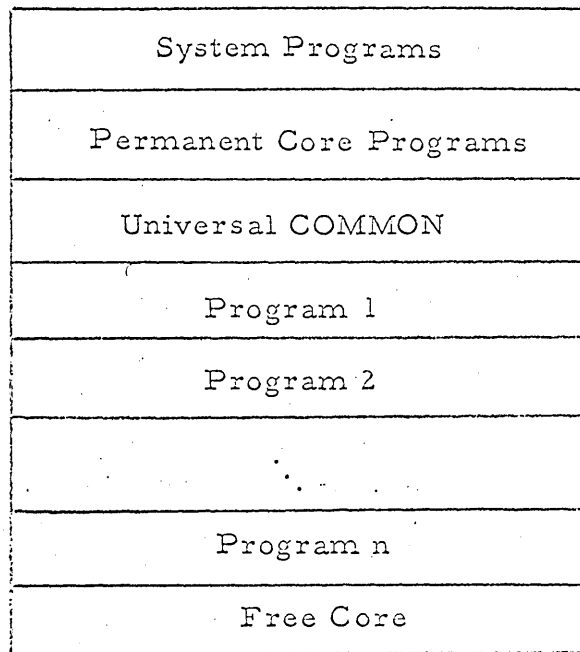 System Programs
Permanent Core Programs
Universal COMMON
Program 1
Program 2
Program n
Free Core